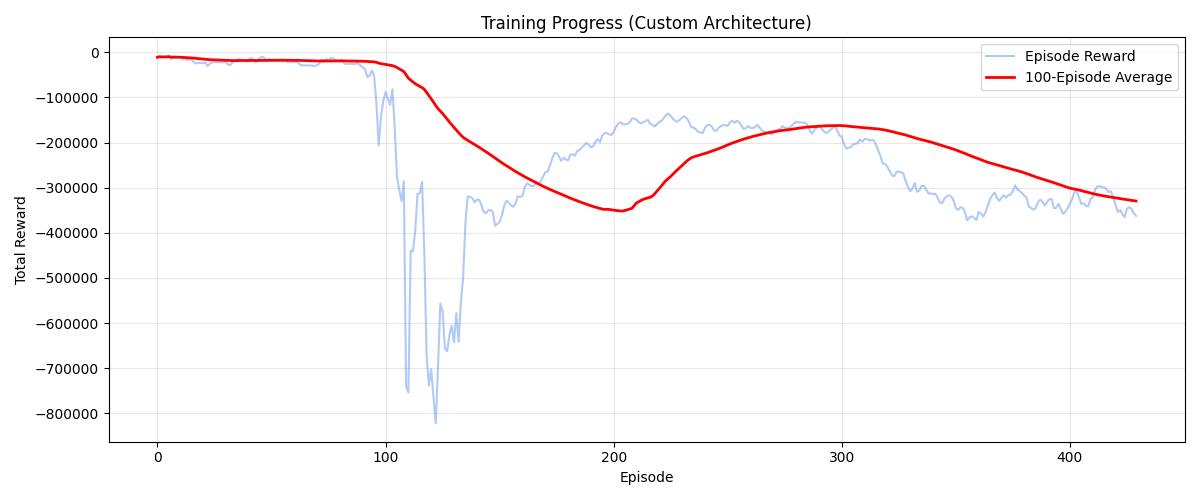 Training Progress (Custom Architecture)
Episode Reward
100-Episode Average
Total Reward
0
−100000
−200000
−300000
−400000
−500000
−600000
−700000
−800000
0 100 200 300 400
Episode